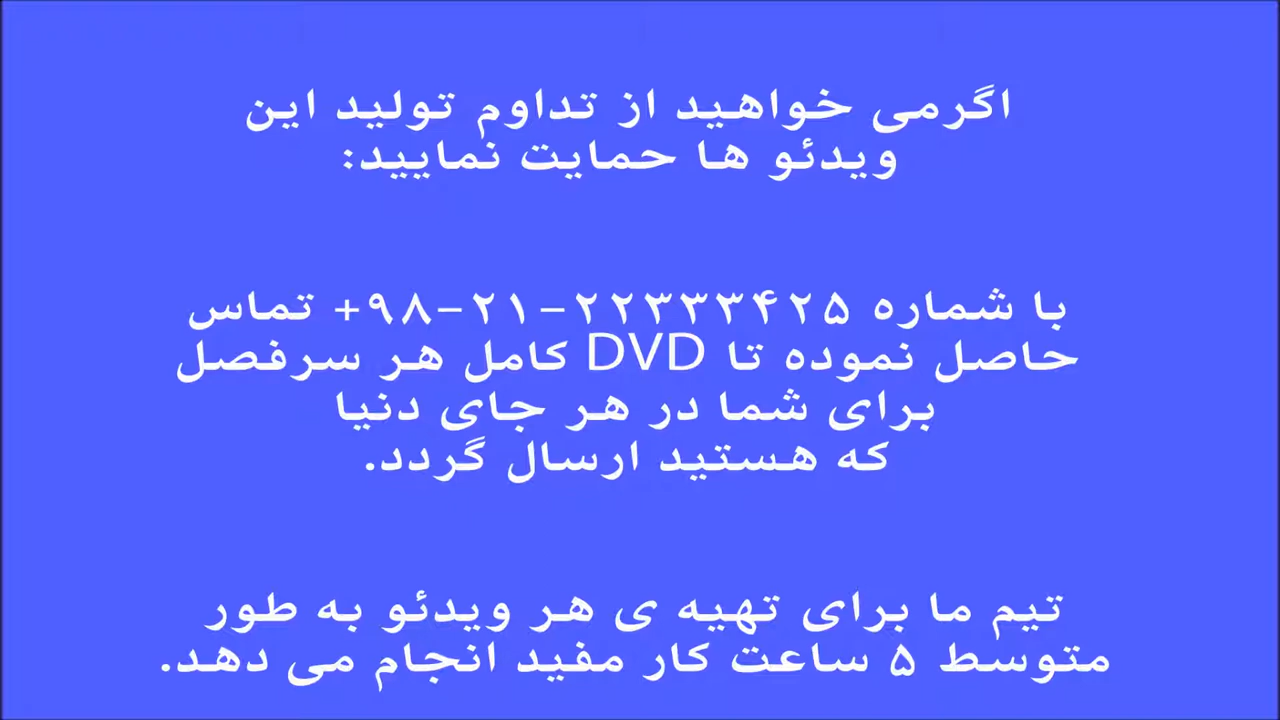 اگرمی خواهید از تداوم تولید این
ویدئو ها حمایت نمایید:
با شماره ۲۲۳۳۳۴۲۵-۲۱-۹۸+ تماس
حاصل نموده تا DVD کامل هر سرفصل
برای شما در هر جای دنیا
که هستید ارسال گردد.
تیم ما برای تهیه ی هر ویدئو به طور
متوسط ۵ ساعت کار مفید انجام می دهد.